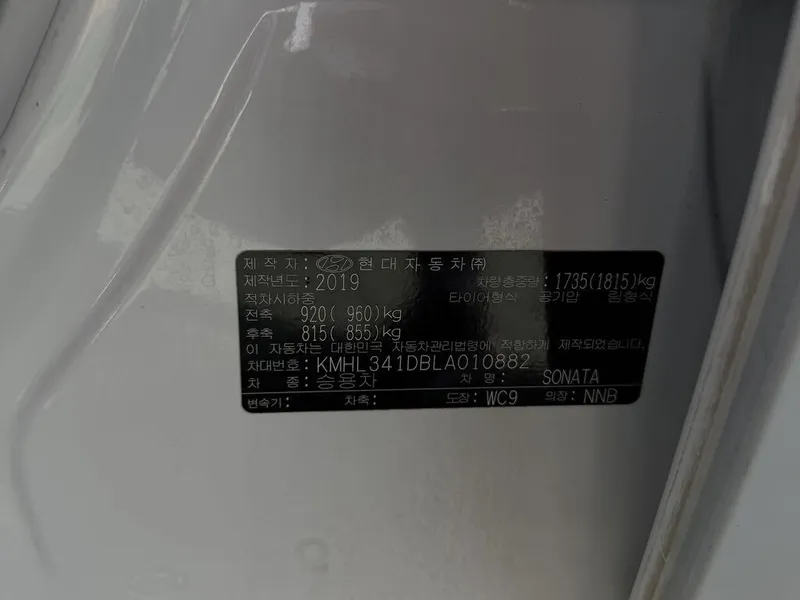 제 작 자 : 현대자동차㈜
제작년도 : 2019 차량총중량 : 1735(1815)kg
적차시하중 타이어형식 공기압 림형식
전축 920( 960)kg
후축 815( 855)kg
이 자동차는 대한민국 자동차관리법령에 적합하게 제작되었습니다.
차대번호 : KMHL341DBLA010882
차 종 : 승용차 차 명 : SONATA
변속기 : 차축 : 도장 : WC9 의장 : NNB